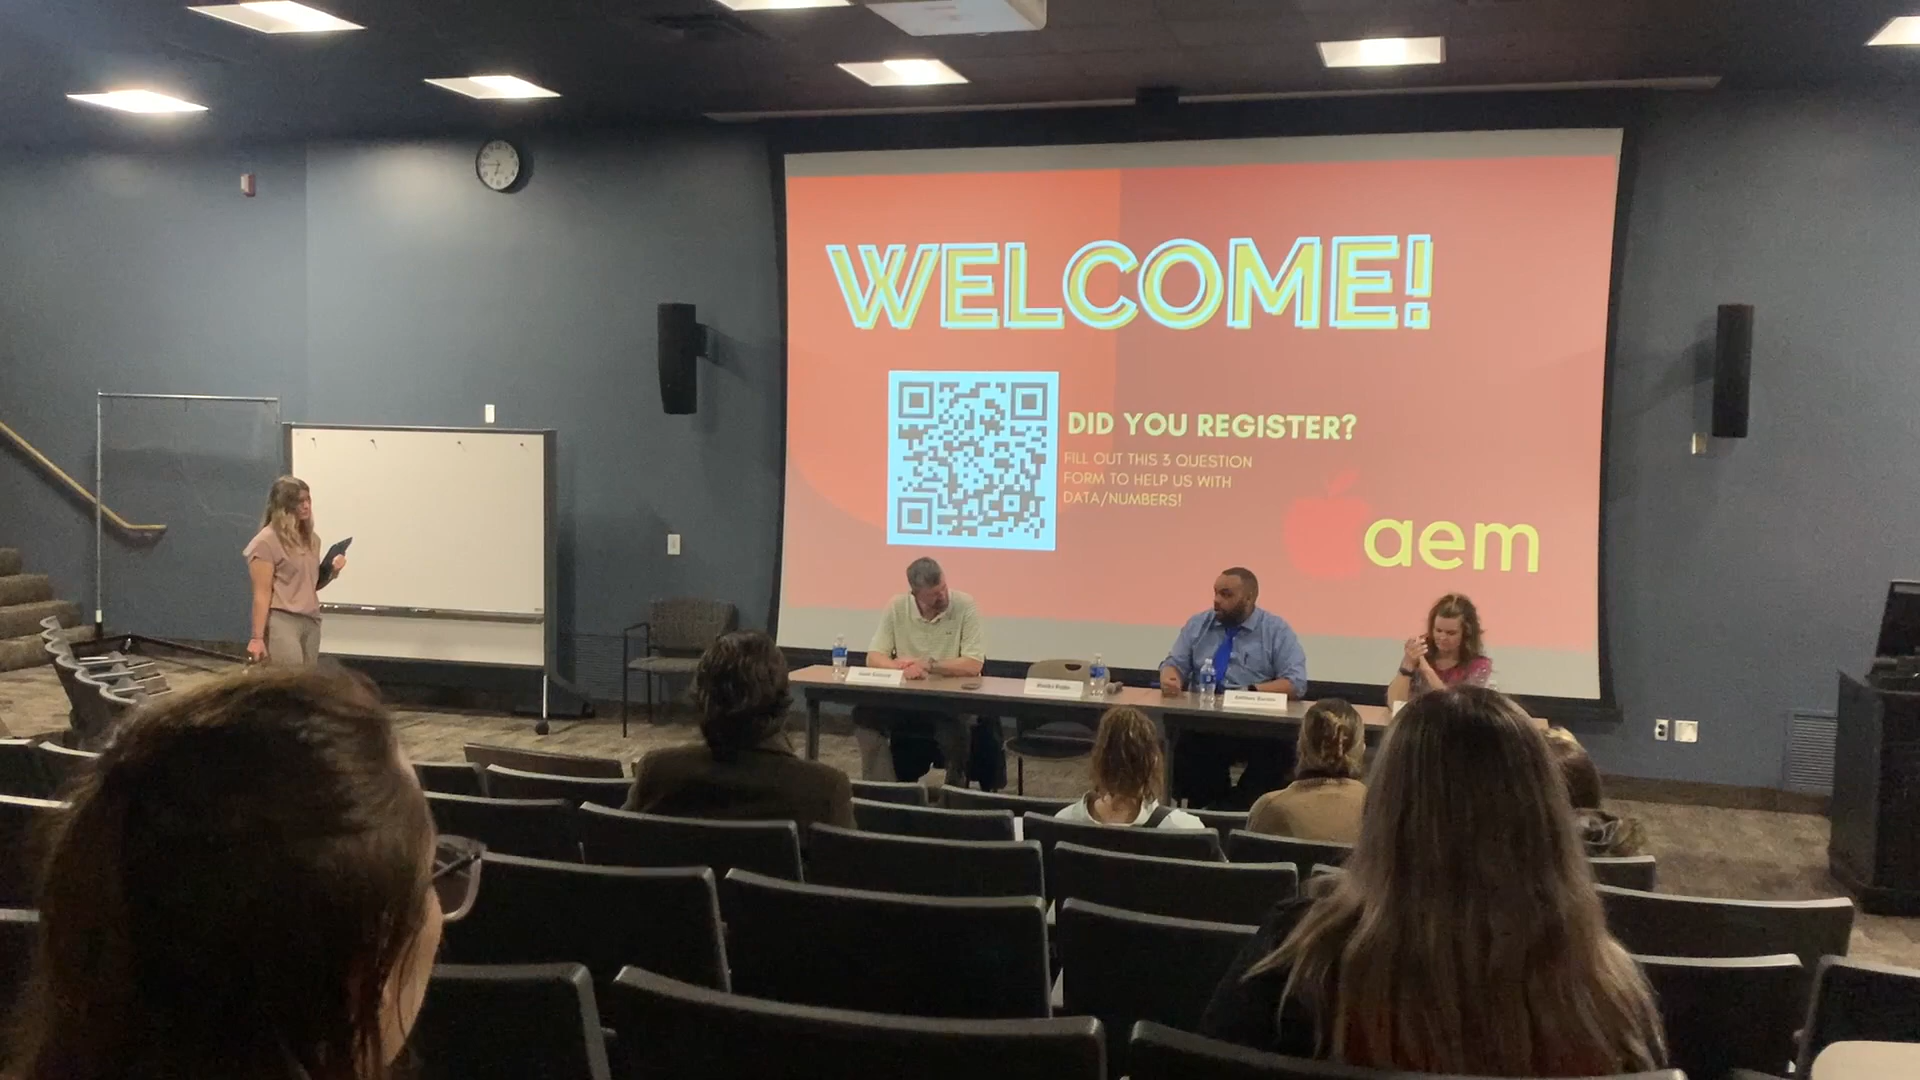 WELCOME!
DID YOU REGISTER?
FILL OUT THIS 3 QUESTION
FORM TO HELP US WITH
DATA/NUMBERS!
aem